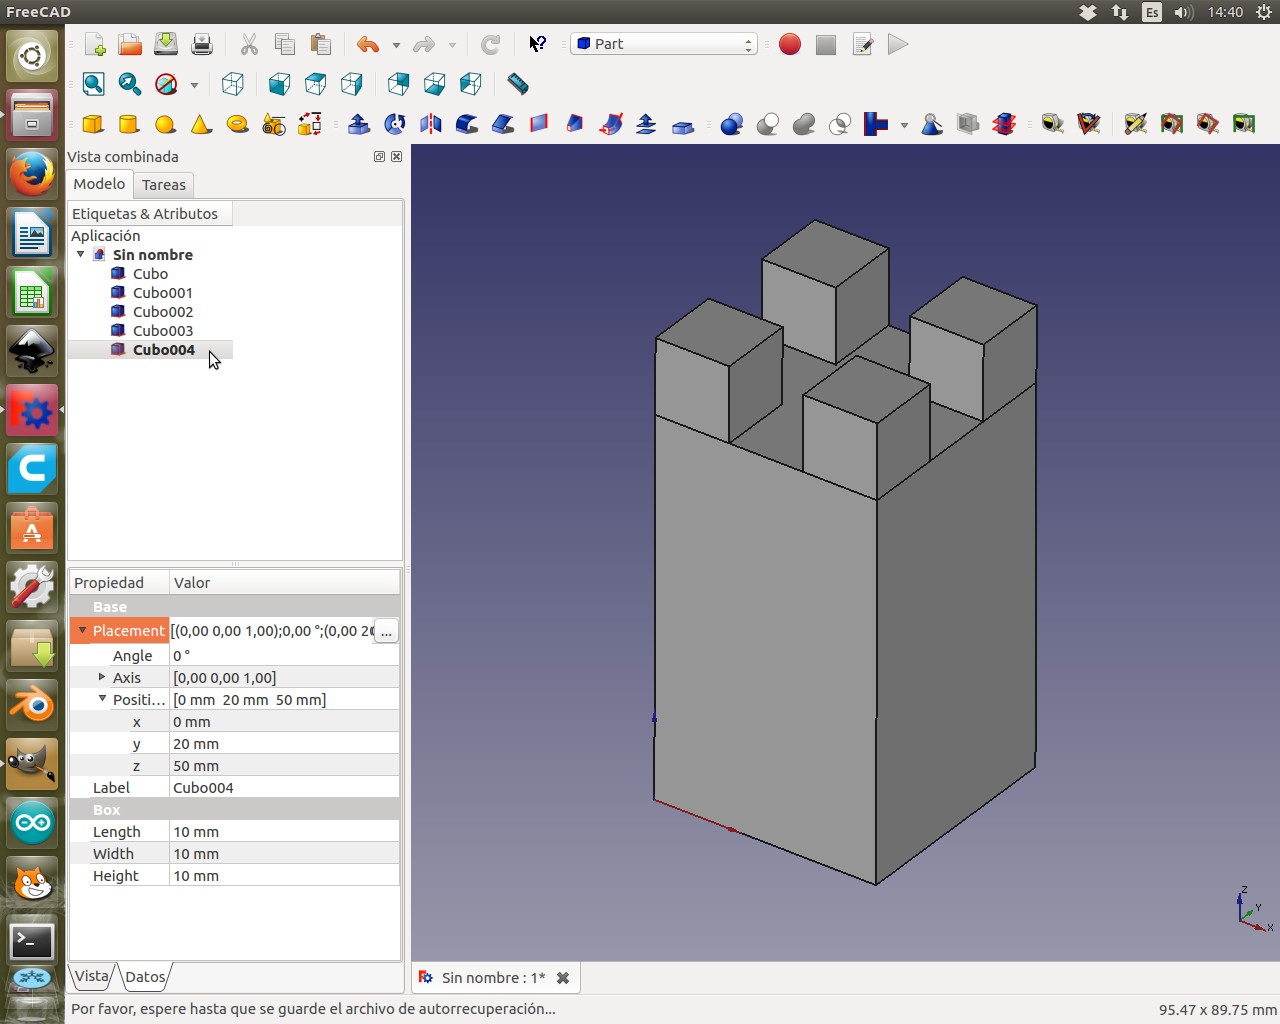 FreeCAD
Es
14:40
Part
Vista combinada
Modelo
Tareas
Etiquetas & Atributos
Aplicación
Sin nombre
Cubo
Cubo001
Cubo002
Cubo003
Cubo004
Propiedad Valor
Base
Placement [(0,00 0,00 1,00);0,00 °;(0,00 20 ...
Angle 0 °
Axis [0,00 0,00 1,00]
Positi... [0 mm 20 mm 50 mm]
x 0 mm
y 20 mm
z 50 mm
Label Cubo004
Box
Length 10 mm
Width 10 mm
Height 10 mm
Z
Y
X
Vista
Datos
Sin nombre : 1*
Por favor, espere hasta que se guarde el archivo de autorrecuperación...
95.47 x 89.75 mm